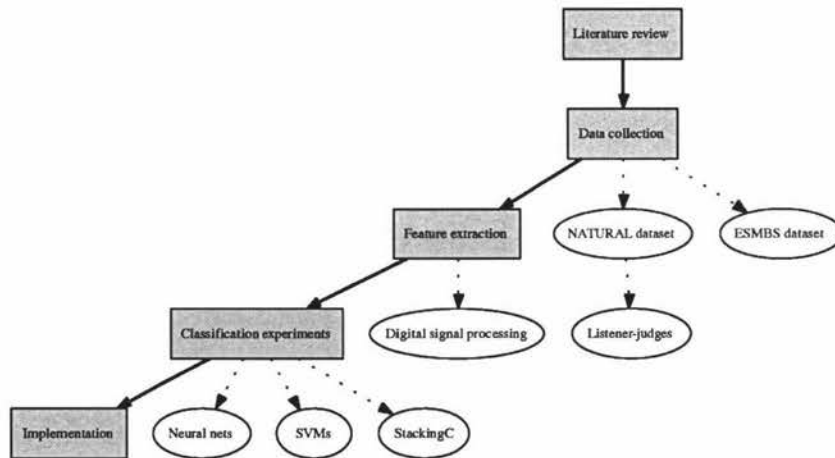 Literature review
Data collection
Feature extraction
NATURAL dataset
ESMBS dataset
Classification experiments
Digital signal processing
Listener-judges
Implementation
Neural nets
SVMs
StackingC